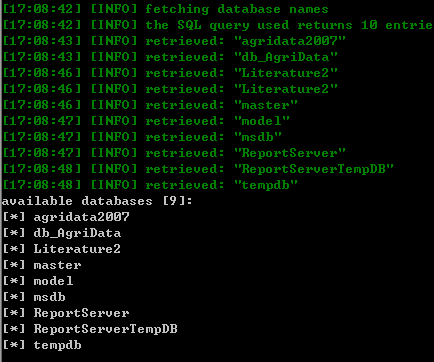 [17:08:42] [INFO] fetching database names
[17:08:42] [INFO] the SQL query used returns 10 entrie
[17:08:43] [INFO] retrieved: "agridata2007"
[17:08:44] [INFO] retrieved: "db_AgriData"
[17:08:46] [INFO] retrieved: "Literature2"
[17:08:46] [INFO] retrieved: "Literature2"
[17:08:46] [INFO] retrieved: "master"
[17:08:47] [INFO] retrieved: "model"
[17:08:47] [INFO] retrieved: "msdb"
[17:08:47] [INFO] retrieved: "ReportServer"
[17:08:48] [INFO] retrieved: "ReportServerTempDB"
[17:08:48] [INFO] retrieved: "tempdb"
available databases [9]:
[*] agridata2007
[*] db_AgriData
[*] Literature2
[*] master
[*] model
[*] msdb
[*] ReportServer
[*] ReportServerTempDB
[*] tempdb